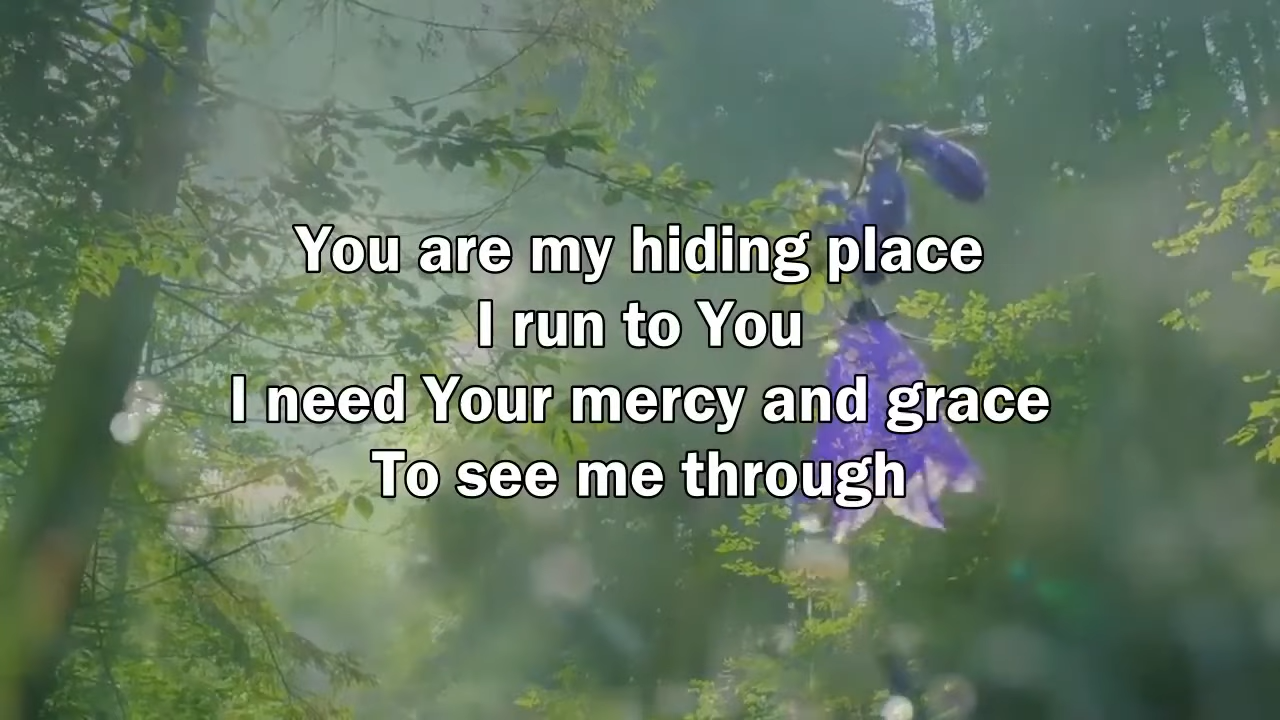 You are my hiding place
I run to You
I need Your mercy and grace
To see me through